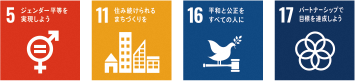 5 ジェンダー平等を
実現しよう
11 住み続けられる
まちづくりを
16 平和と公正を
すべての人に
17 パートナーシップで
目標を達成しよう